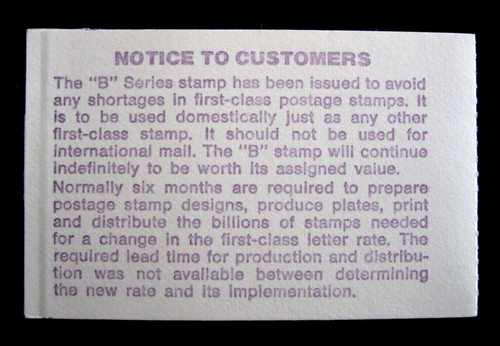 NOTICE TO CUSTOMERS
The "B" Series stamp has been issued to avoid
any shortages in first-class postage stamps. It
is to be used domestically just as any other
first-class stamp. It should not be used for
international mail. The "B" stamp will continue
indefinitely to be worth its assigned value.
Normally six months are required to prepare
postage stamp designs, produce plates, print
and distribute the billions of stamps needed
for a change in the first-class letter rate. The
required lead time for production and distribu-
tion was not available between determining
the new rate and its implementation.